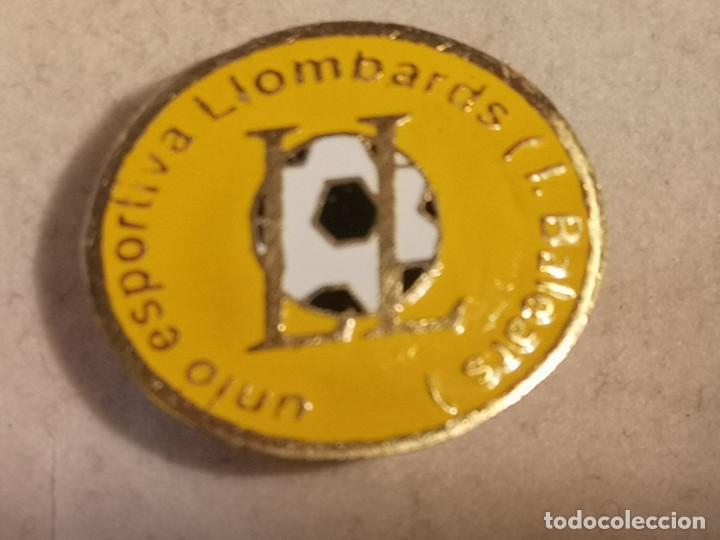 unio esportiva Llombards ( I. Balears )
LL
todocoleccion